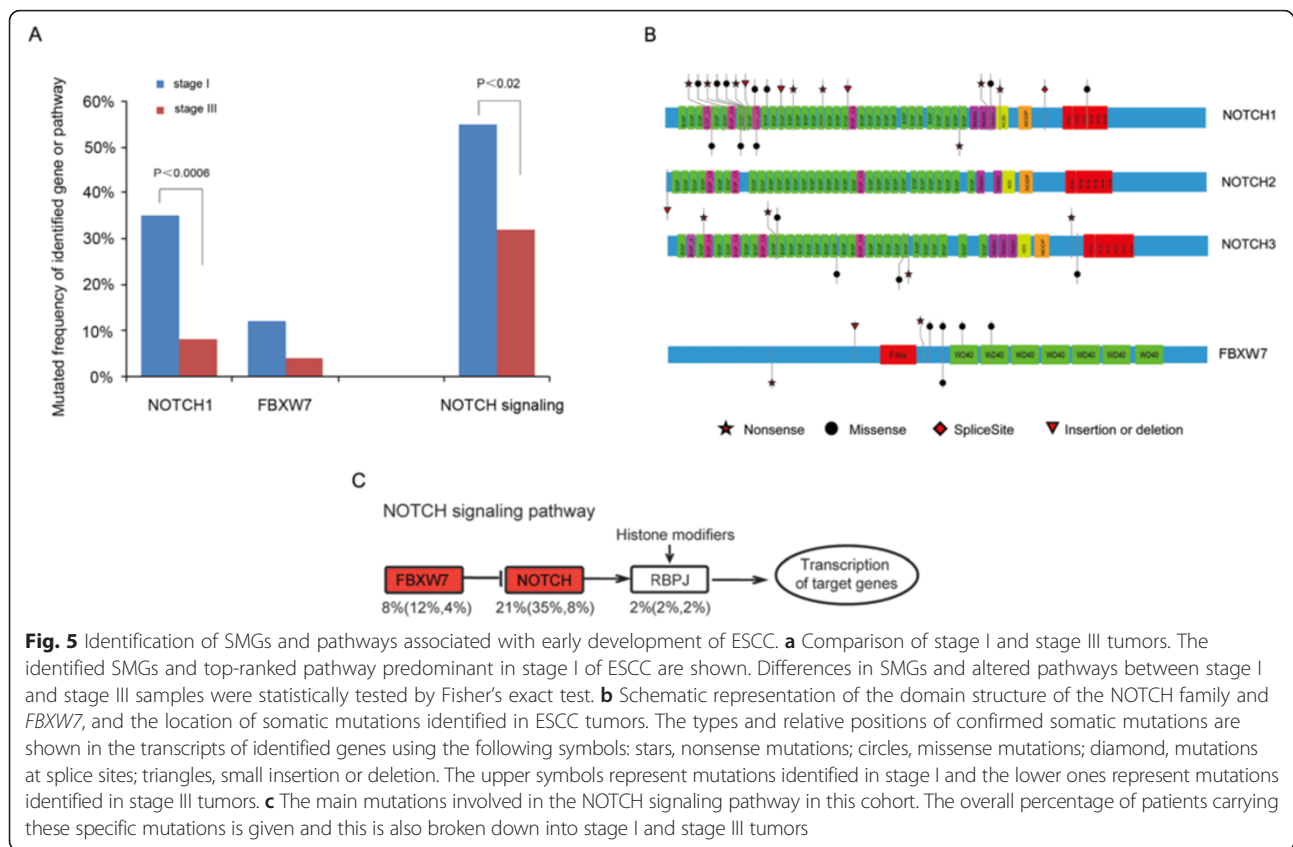 A
B
stage I
stage III
Mutated frequency of identified gene or pathway
60%
50%
40%
30%
20%
10%
0%
P<0.02
P<0.0006
NOTCH1
FBXW7
NOTCH signaling
NOTCH1
NOTCH2
NOTCH3
FBXW7
F-box
WD40 WD40 WD40 WD40 WD40 WD40 WD40
Nonsense
Missense
SpliceSite
Insertion or deletion
C
NOTCH signaling pathway
Histone modifiers
FBXW7
NOTCH
RBPJ
Transcription
of target genes
8%(12%,4%)
21%(35%,8%)
2%(2%,2%)
Fig. 5 Identification of SMGs and pathways associated with early development of ESCC. a Comparison of stage I and stage III tumors. The
identified SMGs and top-ranked pathway predominant in stage I of ESCC are shown. Differences in SMGs and altered pathways between stage I
and stage III samples were statistically tested by Fisher's exact test. b Schematic representation of the domain structure of the NOTCH family and
FBXW7, and the location of somatic mutations identified in ESCC tumors. The types and relative positions of confirmed somatic mutations are
shown in the transcripts of identified genes using the following symbols: stars, nonsense mutations; circles, missense mutations; diamond, mutations
at splice sites; triangles, small insertion or deletion. The upper symbols represent mutations identified in stage I and the lower ones represent mutations
identified in stage III tumors. c The main mutations involved in the NOTCH signaling pathway in this cohort. The overall percentage of patients carrying
these specific mutations is given and this is also broken down into stage I and stage III tumors